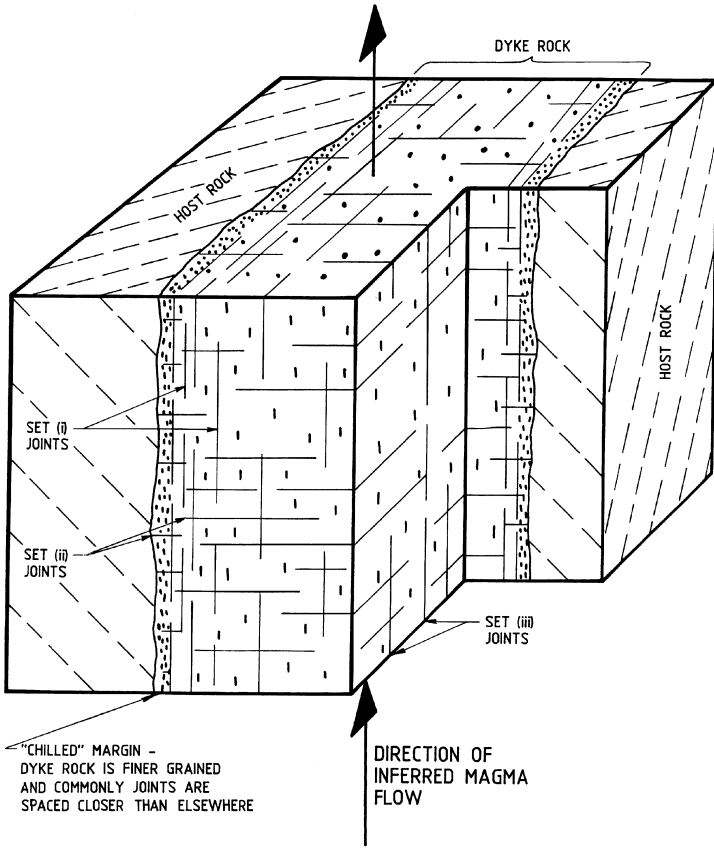 DYKE ROCK
HOST ROCK
HOST ROCK
SET (i)
JOINTS
SET (ii)
JOINTS
SET (iii)
JOINTS
"CHILLED" MARGIN -
DYKE ROCK IS FINER GRAINED
AND COMMONLY JOINTS ARE
SPACED CLOSER THAN ELSEWHERE
DIRECTION OF
INFERRED MAGMA
FLOW